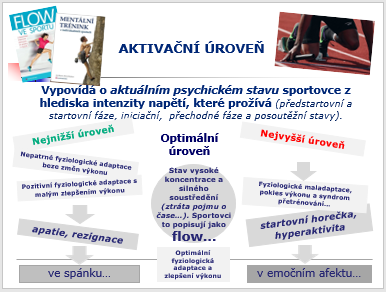 FLOW
VE SPORTU
MENTÁLNÍ
TRÉNINK
AKTIVAČNÍ ÚROVEŇ
Vypovídá o aktuálním psychickém stavu sportovce z
hlediska intenzity napětí, které prožívá (předstartovní a
startovní fáze, iniciační, přechodné fáze a posoutěžní stavy).
Nejnižší úroveň
Nepatrné fyziologické adaptace
beze změn výkonu
Pozitivní fyziologické adaptace s
malým zlepšením výkonu
apatie, rezignace
ve spánku…
Optimální
úroveň
Stav vysoké
koncentrace a
silného
soustředění
(ztráta pojmu o
čase…). Sportovci
to popisují jako
flow…
Optimální
fyziologická
adaptace a
zlepšení výkonu
Nejvyšší úroveň
Fyziologické maladaptace,
pokles výkonu a syndrom
přetrénování…
startovní horečka,
hyperaktivita
v emočním afektu…